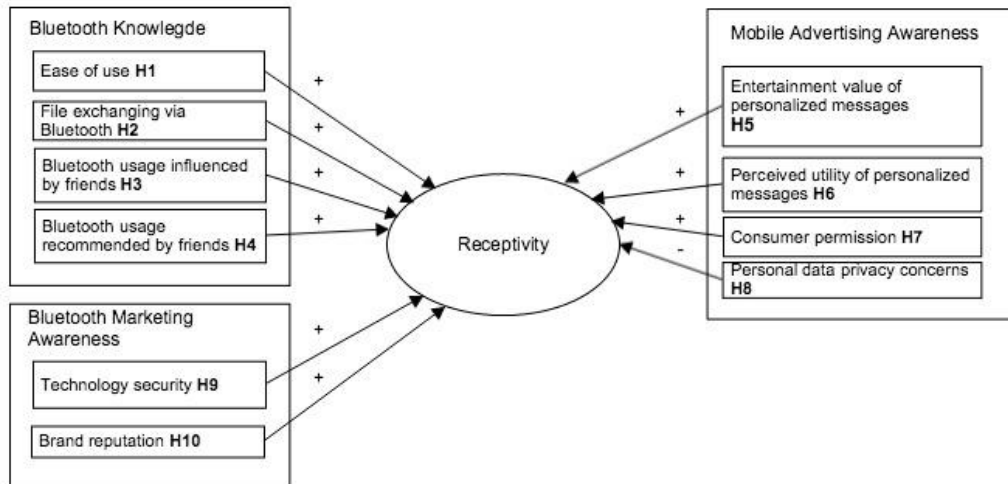 Bluetooth Knowlegde
Ease of use H1
File exchanging via
Bluetooth H2
Bluetooth usage influenced
by friends H3
Bluetooth usage
recommended by friends H4
+
+
+
+
Bluetooth Marketing
Awareness
Technology security H9
Brand reputation H10
+
+
Receptivity
Mobile Advertising Awareness
Entertainment value of
personalized messages
H5
Perceived utility of personalized
messages H6
Consumer permission H7
Personal data privacy concerns
H8
+
+
+
-